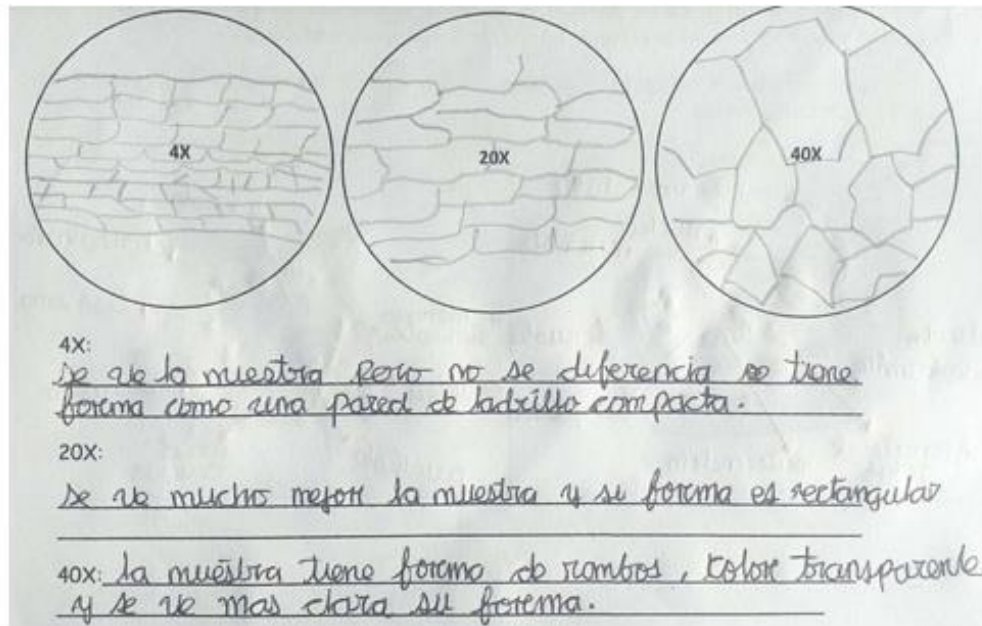 4X
20X
40X
4X:
se ve la muestra pero no se diferencia tiene
forma como una pared de ladrillo compacta.
20X:
se ve mucho mejor la muestra y si forma es rectangular
40X: la muestra tiene forma de rombos, color transparente
y se ve mas clara su forma.